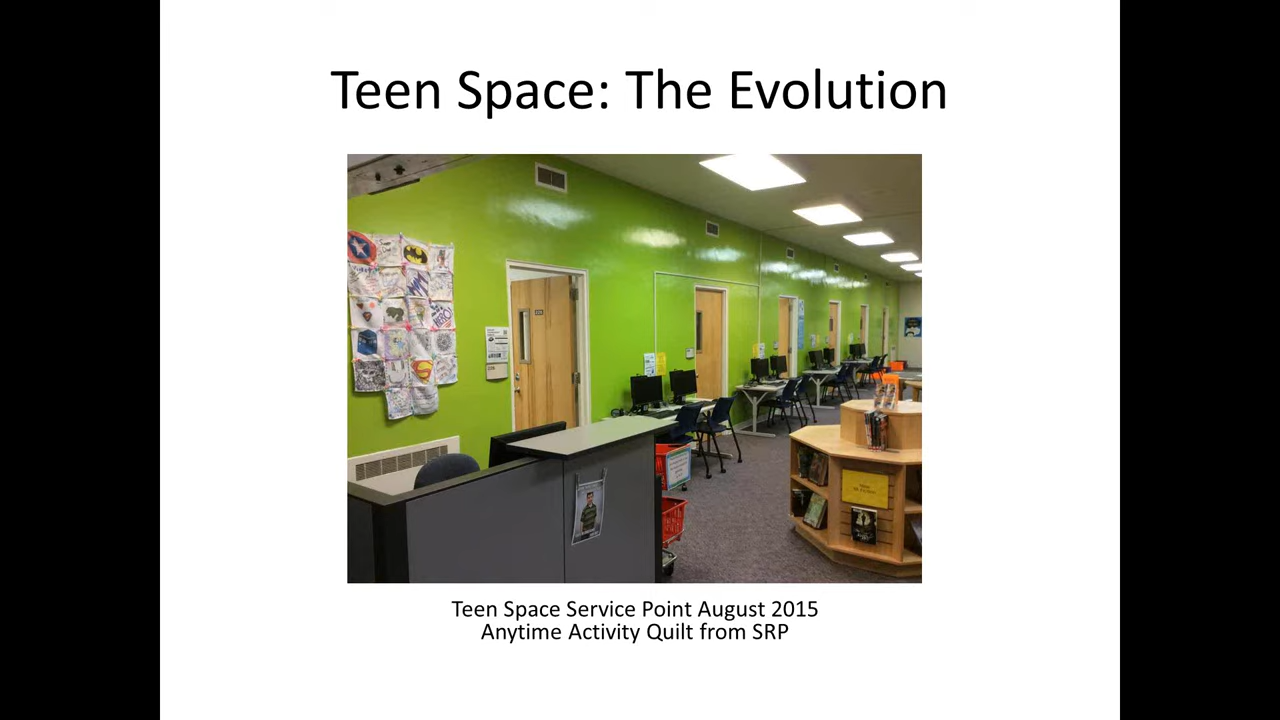 Teen Space: The Evolution
Teen Space Service Point August 2015
Anytime Activity Quilt from SRP